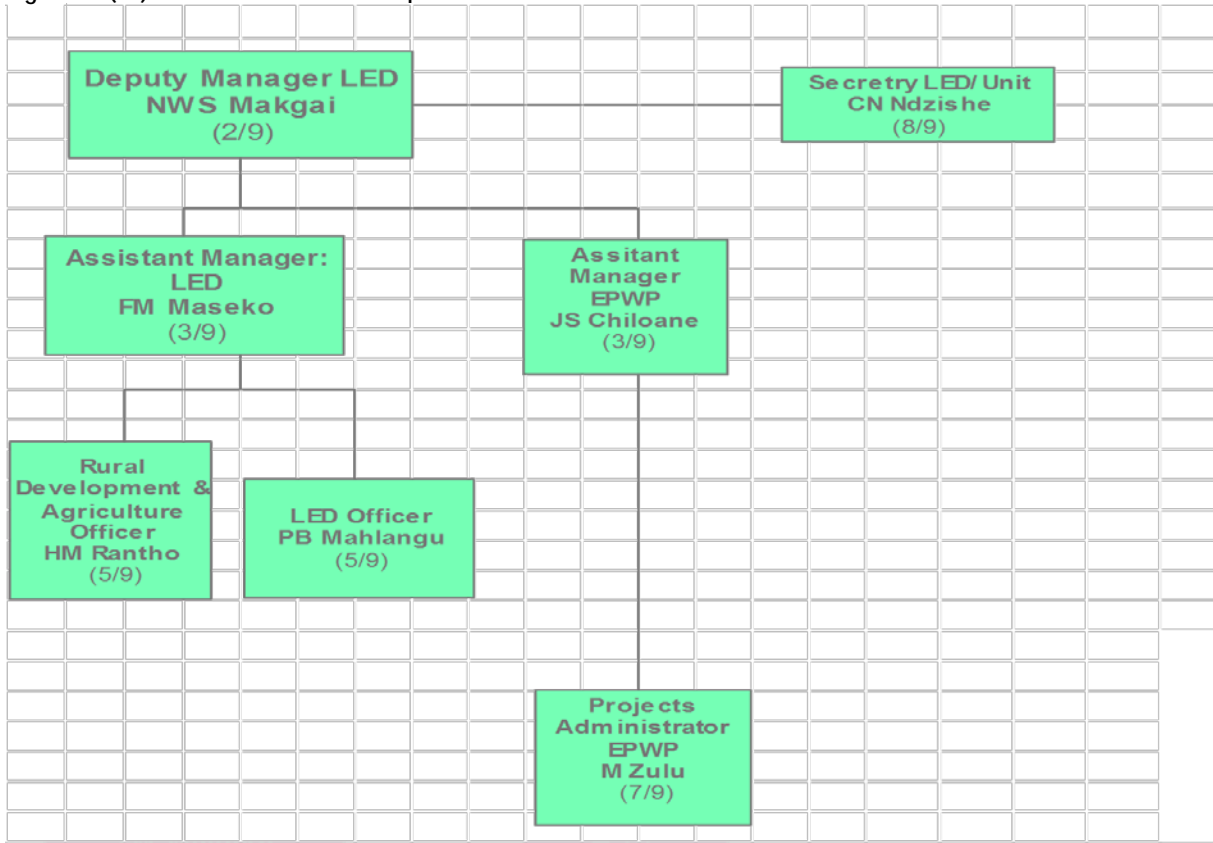 Deputy Manager LED
NWS Makgai
(2/9)
Secretry LED/ Unit
CN Ndzishe
(8/9)
Assistant Manager:
LED
FM Maseko
(3/9)
Assitant
Manager
EPWP
JS Chiloane
(3/9)
Rural
Development &
Agriculture
Officer
HM Rantho
(5/9)
LED Officer
PB Mahlangu
(5/9)
Projects
Administrator
EPWP
M Zulu
(7/9)